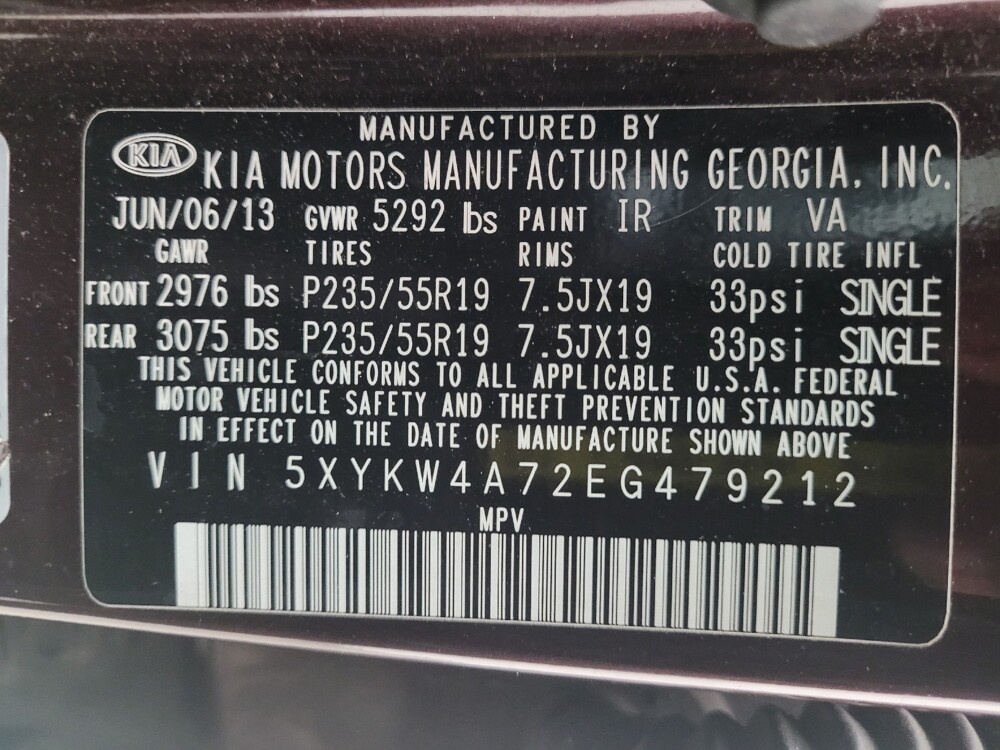 MANUFACTURED BY
KIA KIA MOTORS MANUFACTURING GEORGIA, INC.
JUN/06/13 GVWR 5292 lbs PAINT IR TRIM VA
GAWR TIRES RIMS COLD TIRE INFL
FRONT 2976 lbs P235/55R19 7.5JX19 33psi SINGLE
REAR 3075 lbs P235/55R19 7.5JX19 33psi SINGLE
THIS VEHICLE CONFORMS TO ALL APPLICABLE U.S.A. FEDERAL
MOTOR VEHICLE SAFETY AND THEFT PREVENTION STANDARDS
IN EFFECT ON THE DATE OF MANUFACTURE SHOWN ABOVE
VIN 5XYKW4A72EG479212
MPV